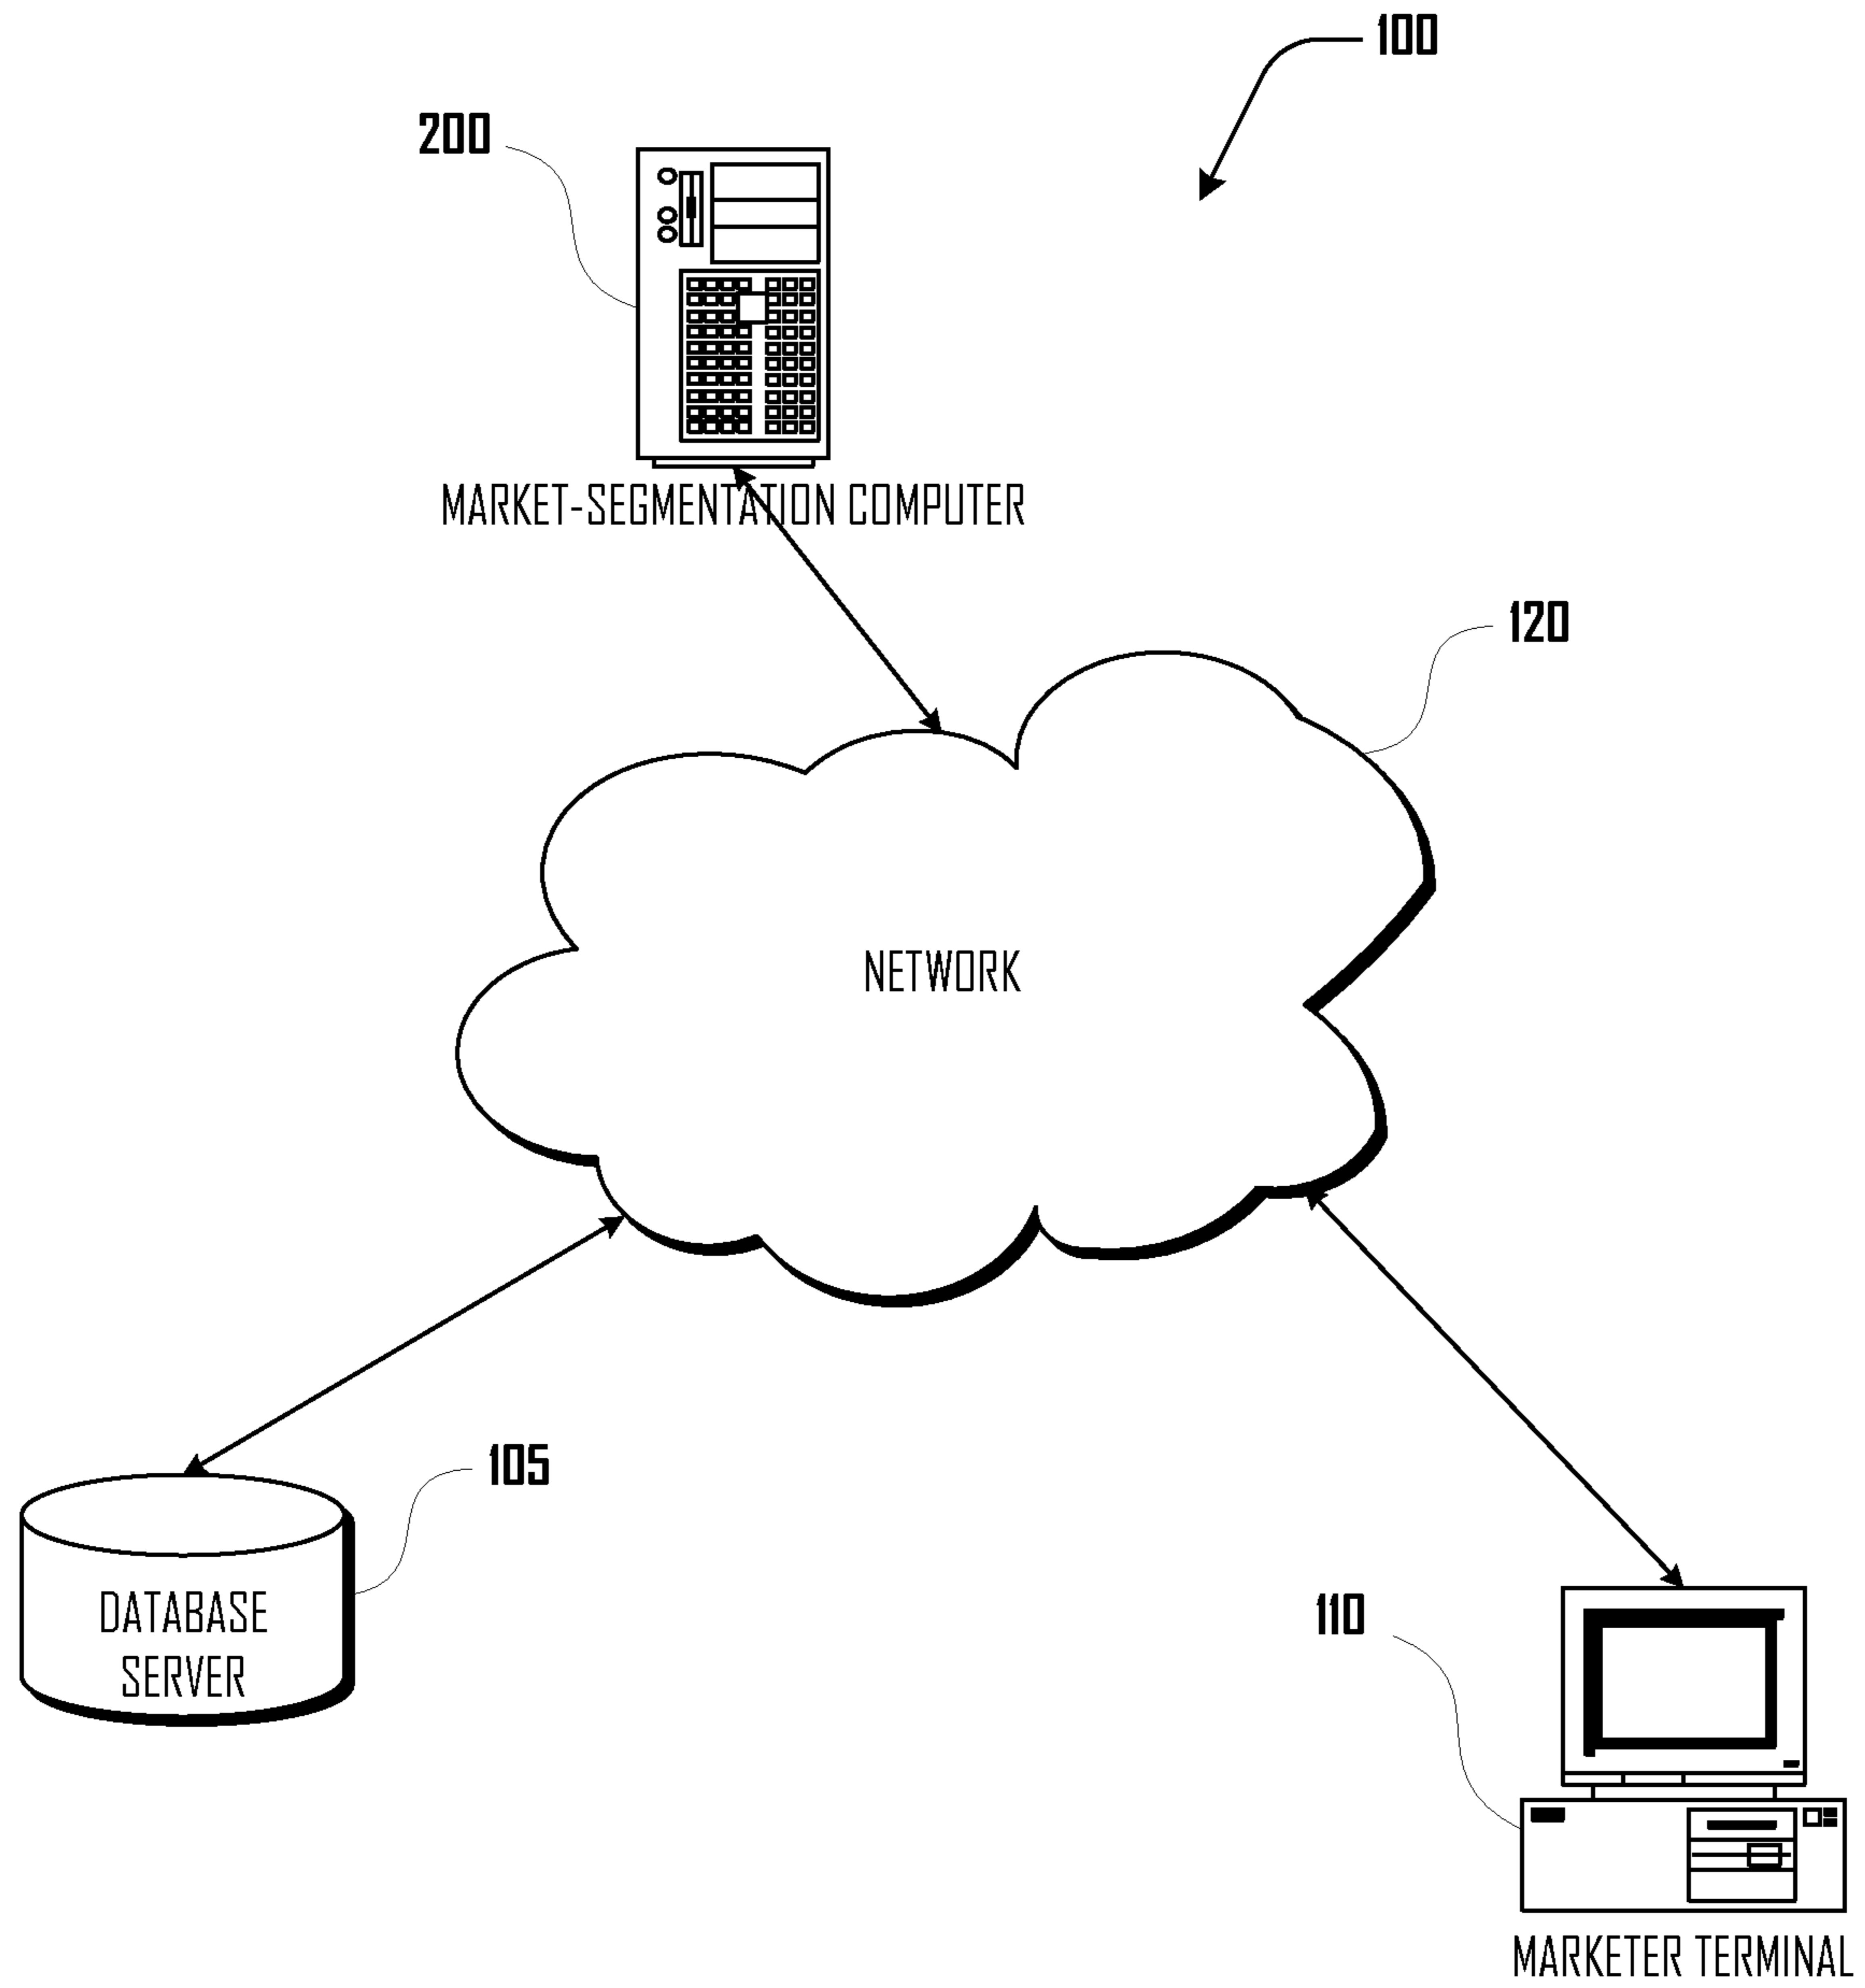 100
200
MARKET-SEGMENTATION COMPUTER
120
NETWORK
105
DATABASE
SERVER
110
MARKETER TERMINAL